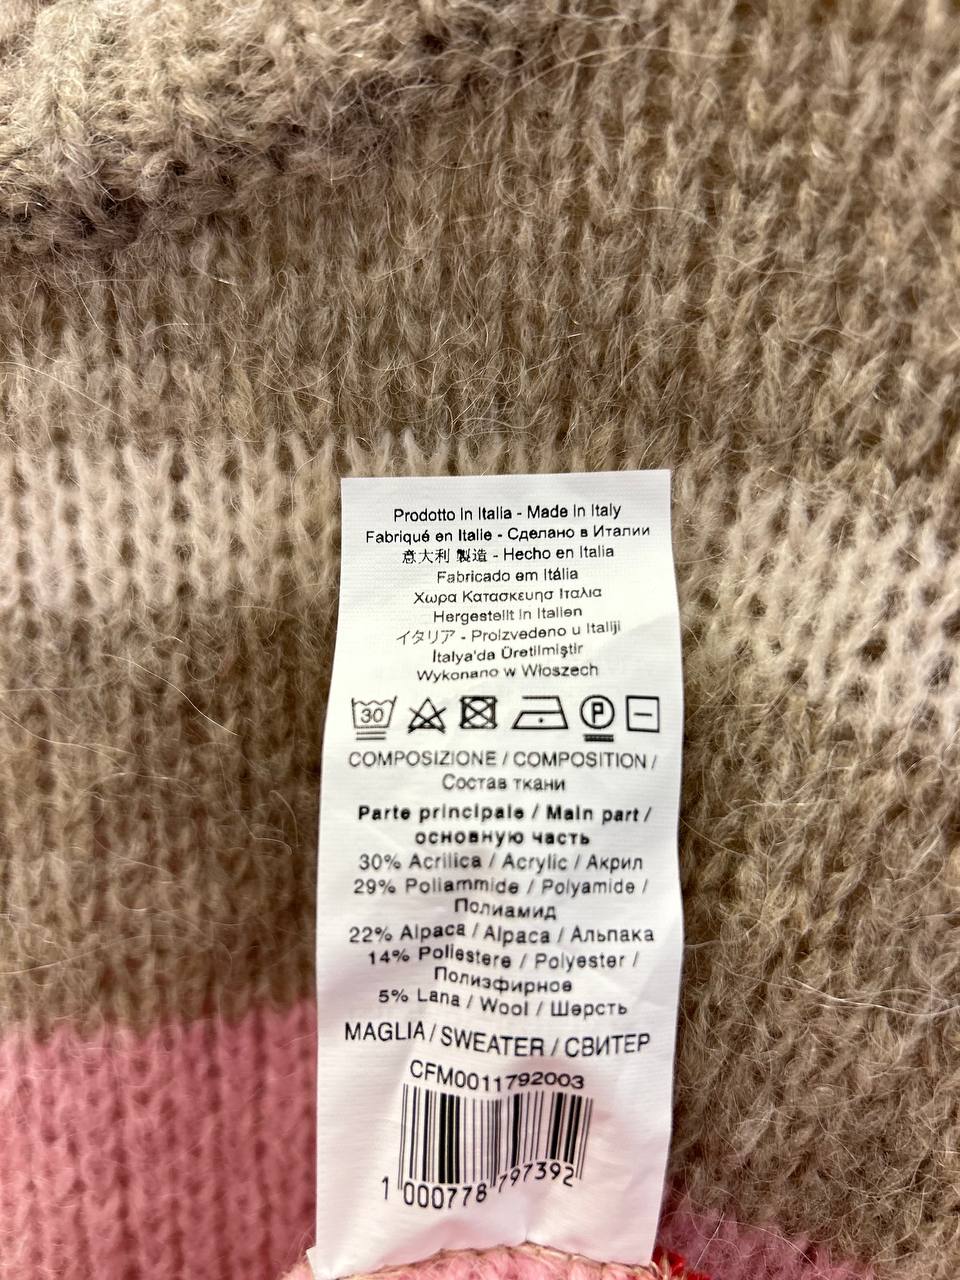 Prodotto in Italia - Made in Italy
Fabriqué en Italie - Сделано в Италии
意大利 製造 - Hecho en Italia
Fabricado em Itália
Χωρα Κατασκευησ Ιταλια
Hergestellt in Italien
イタリア - Proizvedeno u Italiji
İtalya'da Üretilmiştir
Wykonano w Włoszech
30 P
COMPOSIZIONE / COMPOSITION /
Состав ткани
Parte principale / Main part /
основную часть
30% Acrilica / Acrylic / Акрил
29% Poliammide / Polyamide /
Полиамид
22% Alpaca / Alpaca / Альпака
14% Poliestere / Polyester /
Полизфирное
5% Lana / Wool / Шерсть
MAGLIA / SWEATER / СВИТЕР
CFM0011792003
1 000778 797392